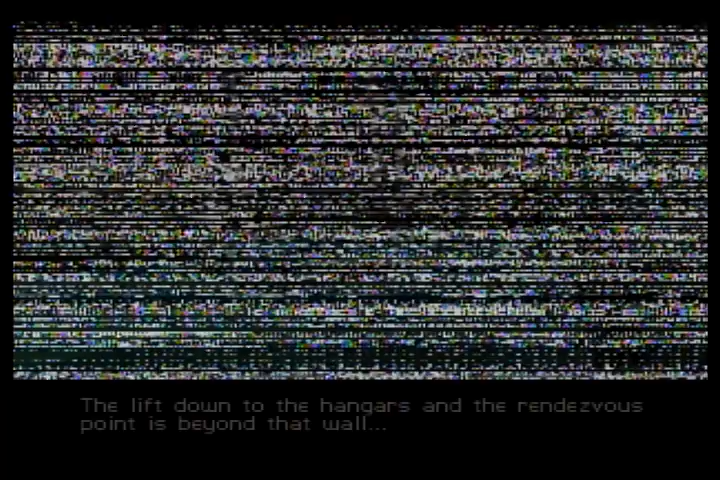 The lift down to the hangars and the rendezvous
point is beyond that wall...